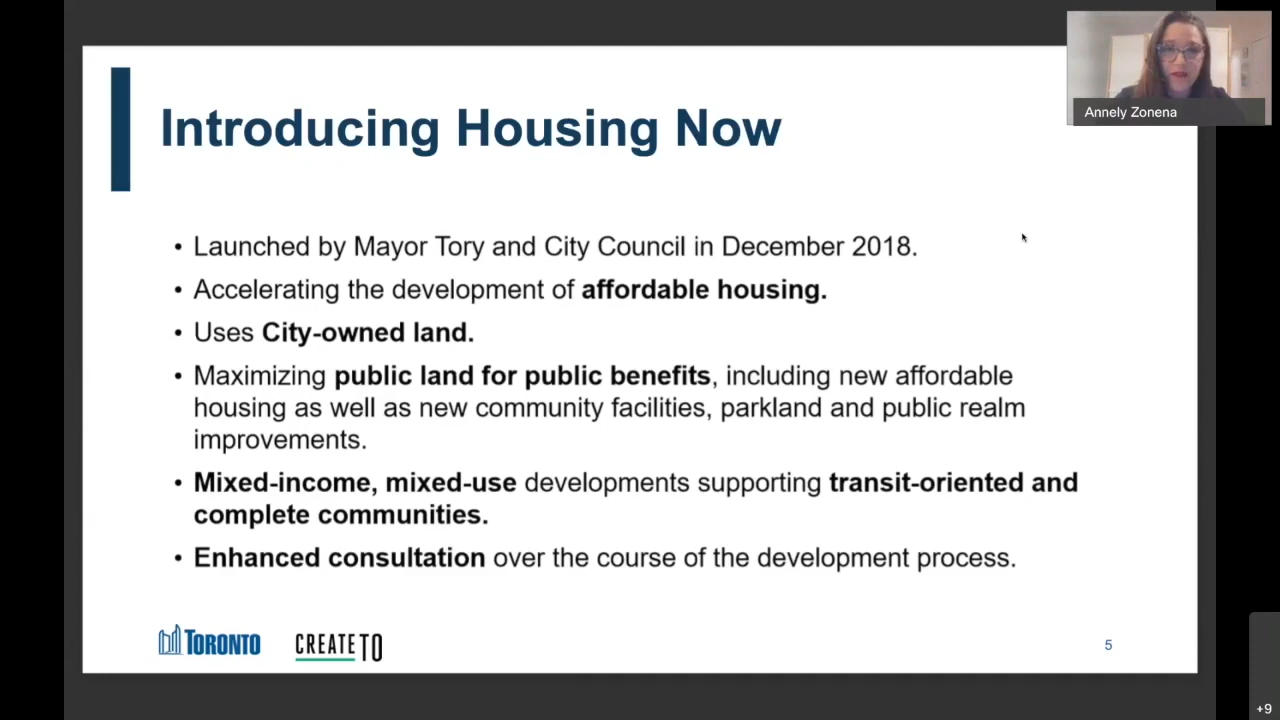 Annely Zonena
Introducing Housing Now
• Launched by Mayor Tory and City Council in December 2018.
• Accelerating the development of affordable housing.
• Uses City-owned land.
• Maximizing public land for public benefits, including new affordable
housing as well as new community facilities, parkland and public realm
improvements.
• Mixed-income, mixed-use developments supporting transit-oriented and
complete communities.
• Enhanced consultation over the course of the development process.
TORONTO
CREATETO
5
+9